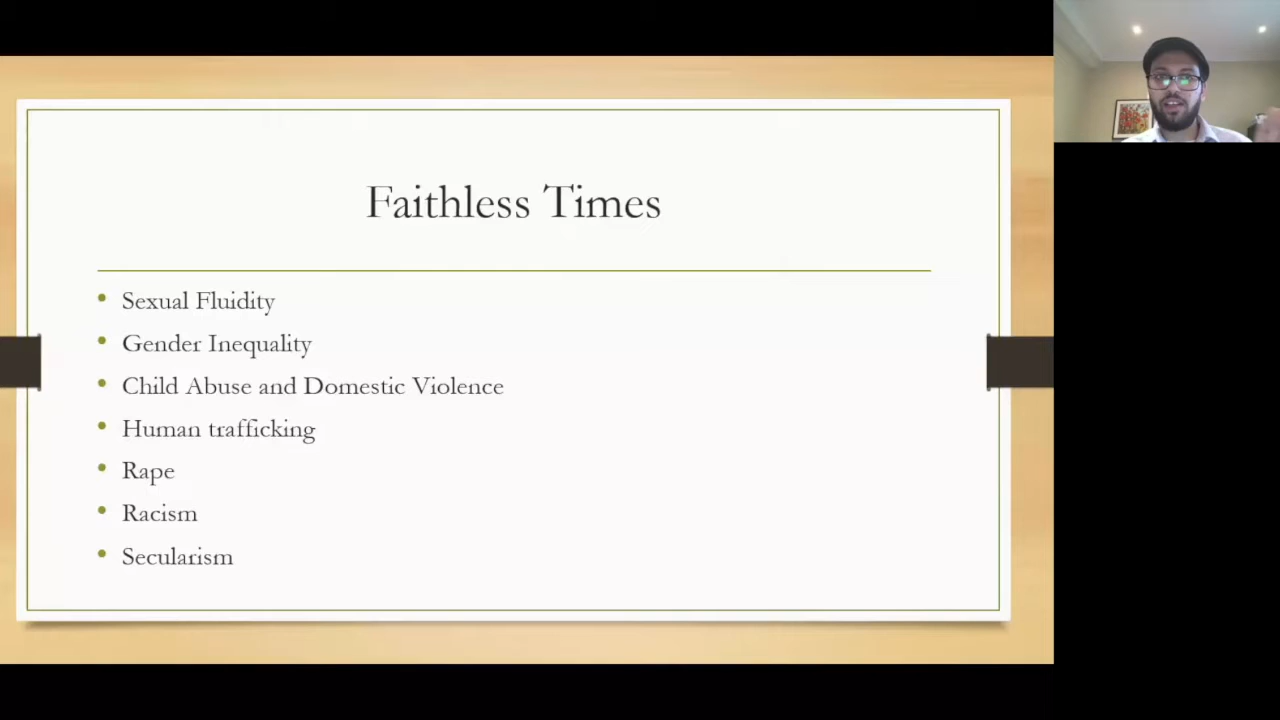 Faithless Times
Sexual Fluidity
Gender Inequality
Child Abuse and Domestic Violence
Human trafficking
Rape
Racism
Secularism